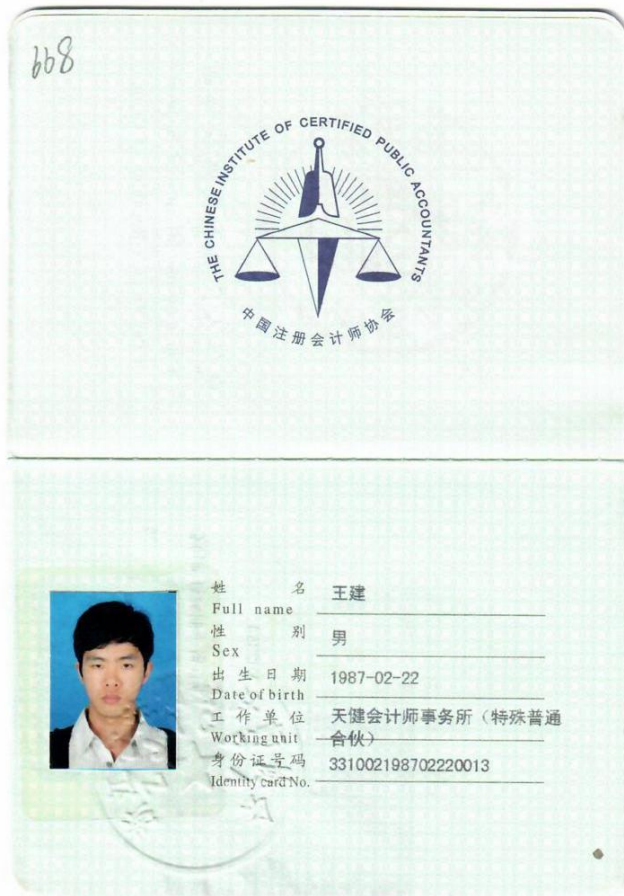 668
THE CHINESE INSTITUTE OF CERTIFIED PUBLIC ACCOUNTANTS
中国注册会计师协会
姓 名 王建
Full name
性 别 男
Sex
出生日期 1987-02-22
Date of birth
工作单位 天健会计师事务所（特殊普通
Working unit 合伙）
身份证号码 331002198702220013
Identity card No.